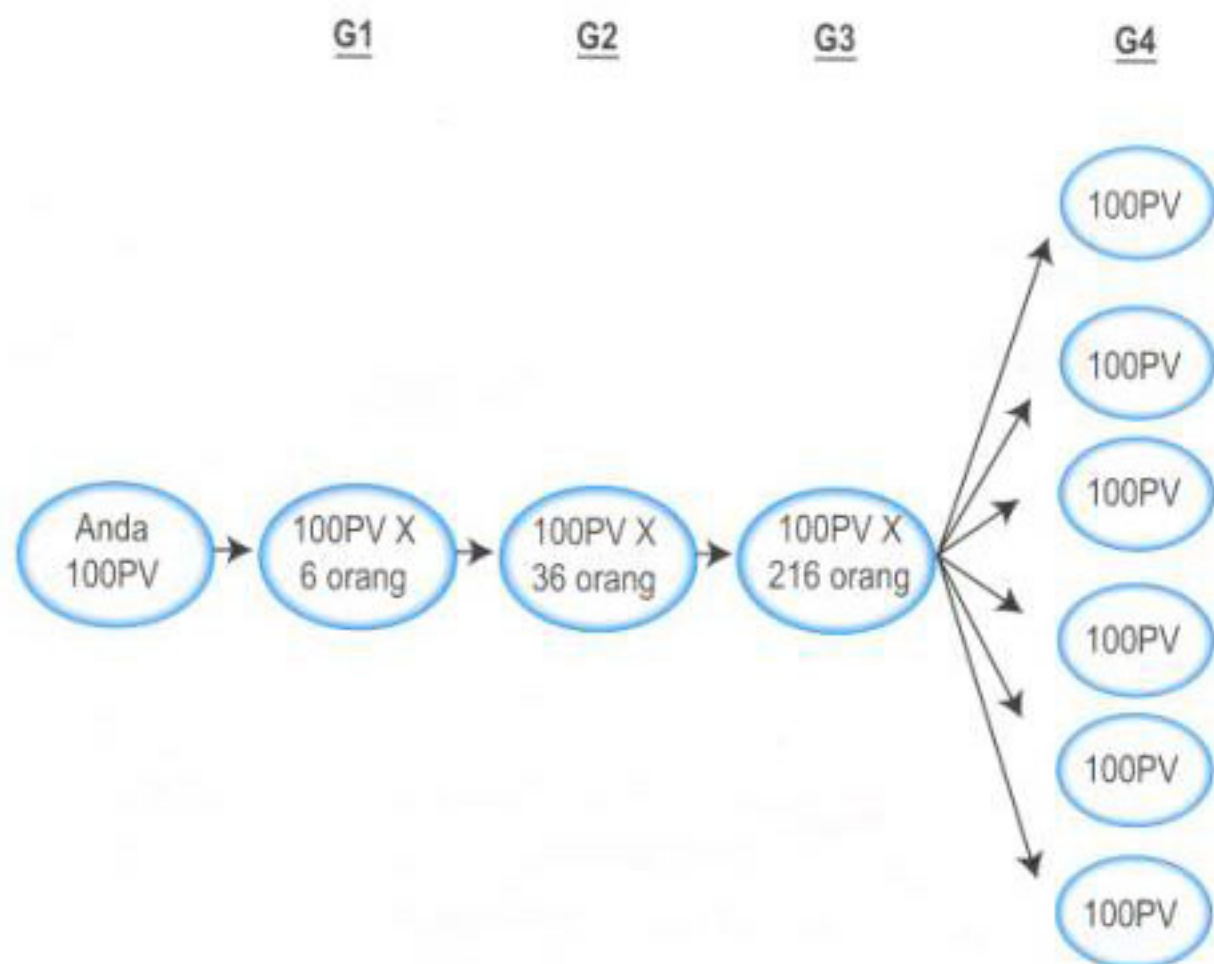 G1
G2
G3
G4
Anda
100PV
100PV X
6 orang
100PV X
36 orang
100PV X
216 orang
100PV
100PV
100PV
100PV
100PV
100PV